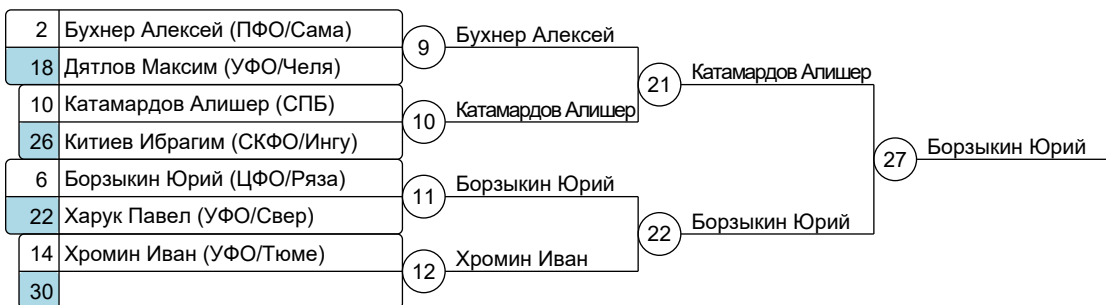 2 Бухнер Алексей (ПФО/Сама)
18 Дятлов Максим (УФО/Челя)
10 Катамардов Алишер (СПБ)
26 Китиев Ибрагим (СКФО/Ингу)
6 Борзыкин Юрий (ЦФО/Ряза)
22 Харук Павел (УФО/Свер)
14 Хромин Иван (УФО/Тюме)
30
9 Бухнер Алексей
10 Катамардов Алишер
11 Борзыкин Юрий
12 Хромин Иван
21 Катамардов Алишер
22 Борзыкин Юрий
27 Борзыкин Юрий